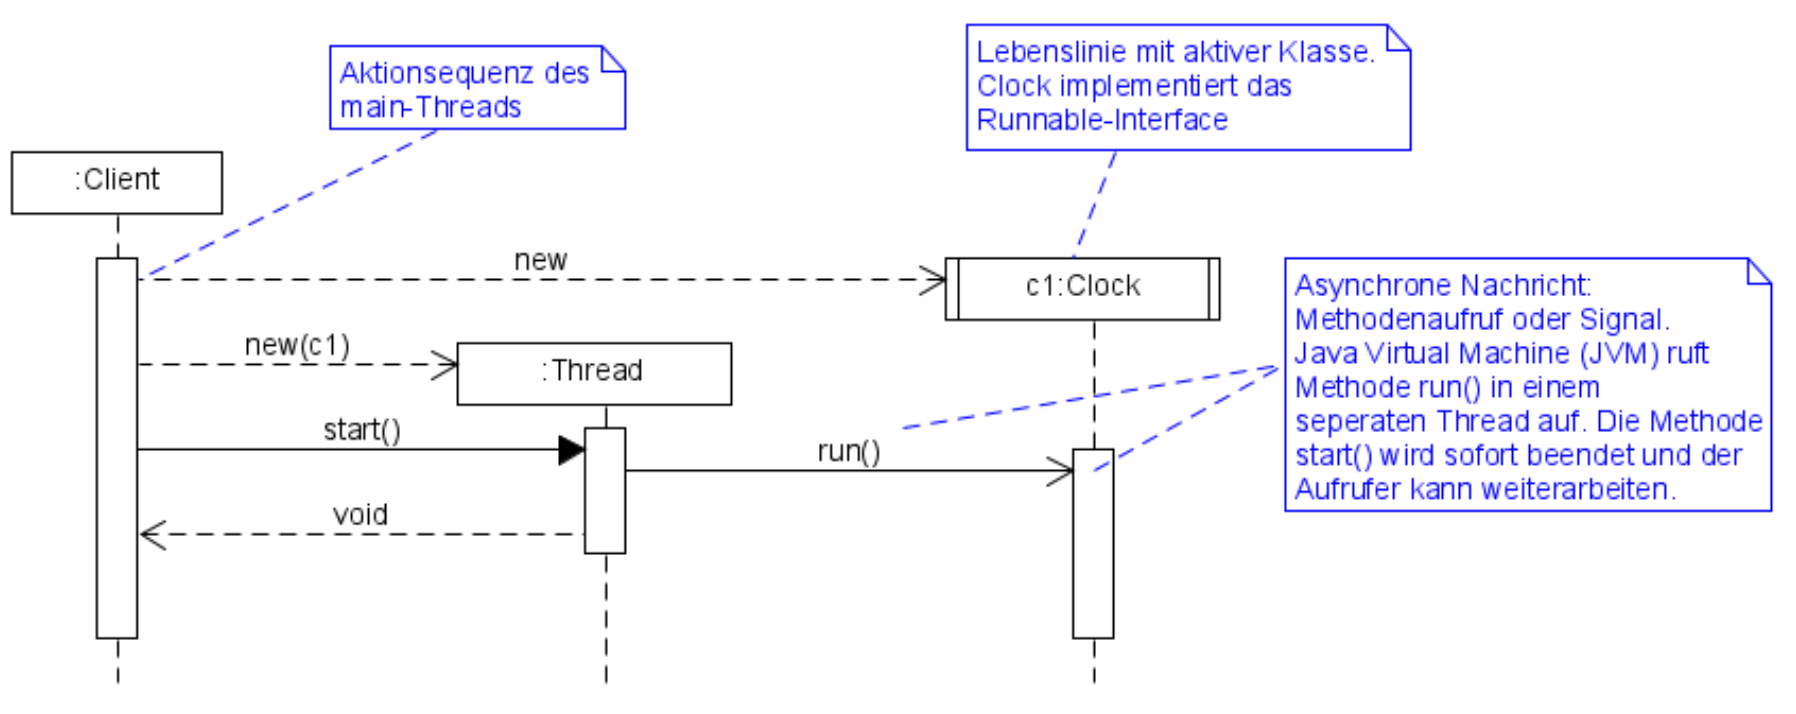 Aktionsequenz des
main-Threads
Lebenslinie mit aktiver Klasse.
Clock implementiert das
Runnable-Interface
:Client
new
c1:Clock
Asynchrone Nachricht:
Methodenaufruf oder Signal.
Java Virtual Machine (JVM) ruft
Methode run() in einem
seperaten Thread auf. Die Methode
start() wird sofort beendet und der
Aufrufer kann weiterarbeiten.
new(c1)
:Thread
start()
run()
void